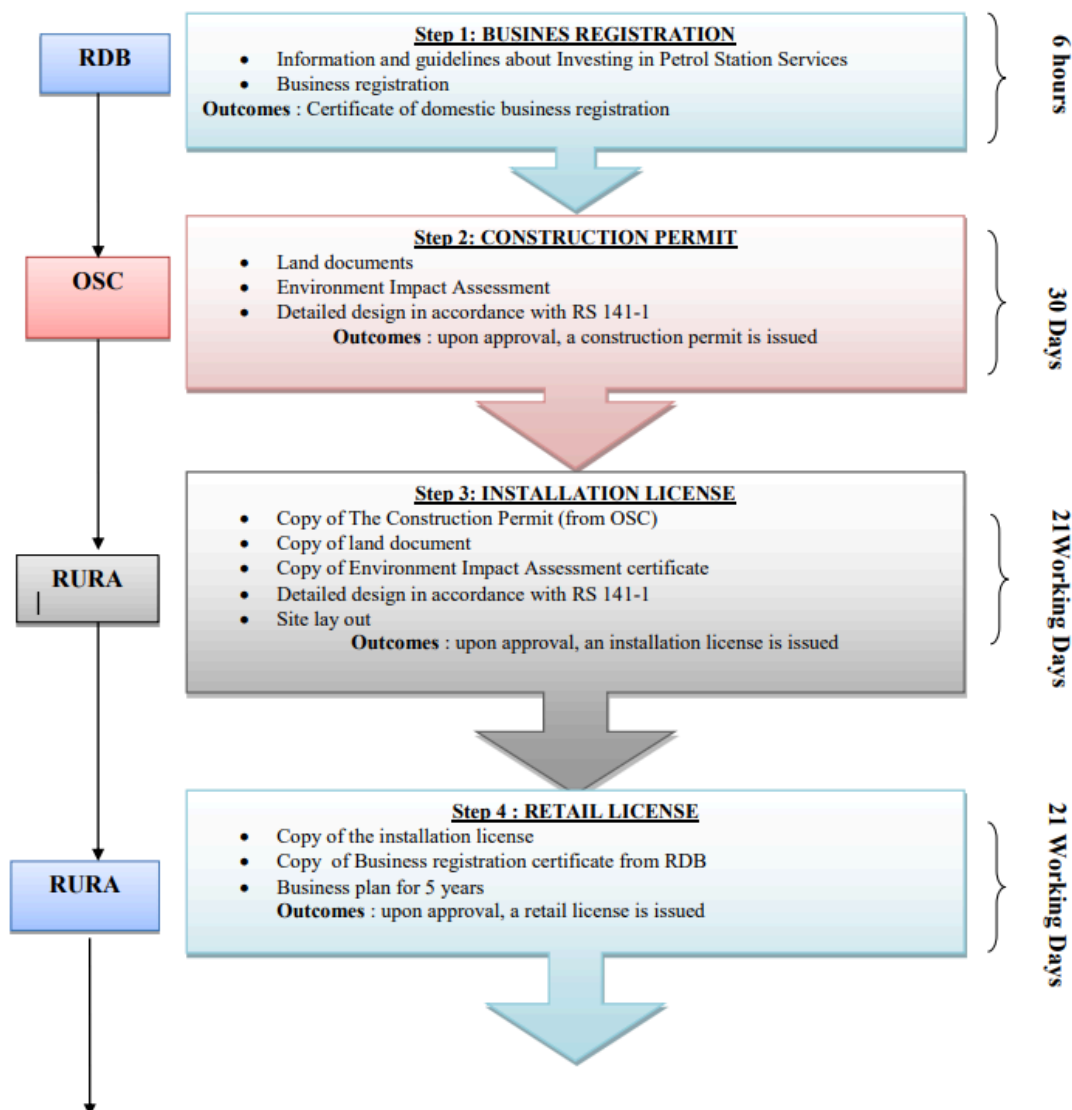 RDB
Step 1: BUSINES REGISTRATION
• Information and guidelines about Investing in Petrol Station Services
• Business registration
Outcomes : Certificate of domestic business registration
6 hours
OSC
Step 2: CONSTRUCTION PERMIT
• Land documents
• Environment Impact Assessment
• Detailed design in accordance with RS 141-1
Outcomes : upon approval, a construction permit is issued
30 Days
RURA
Step 3: INSTALLATION LICENSE
• Copy of The Construction Permit (from OSC)
• Copy of land document
• Copy of Environment Impact Assessment certificate
• Detailed design in accordance with RS 141-1
• Site lay out
Outcomes : upon approval, an installation license is issued
21Working Days
RURA
Step 4 : RETAIL LICENSE
• Copy of the installation license
• Copy of Business registration certificate from RDB
• Business plan for 5 years
Outcomes : upon approval, a retail license is issued
21 Working Days